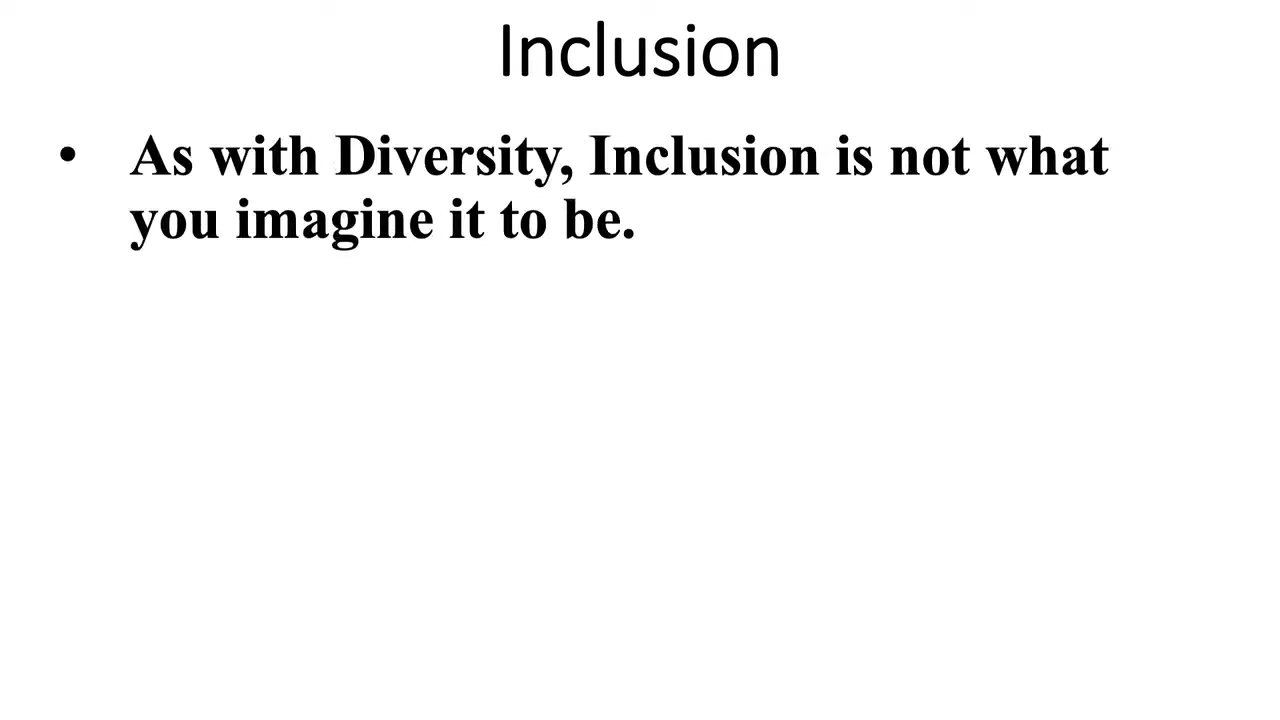 Inclusion
• As with Diversity, Inclusion is not what
you imagine it to be.